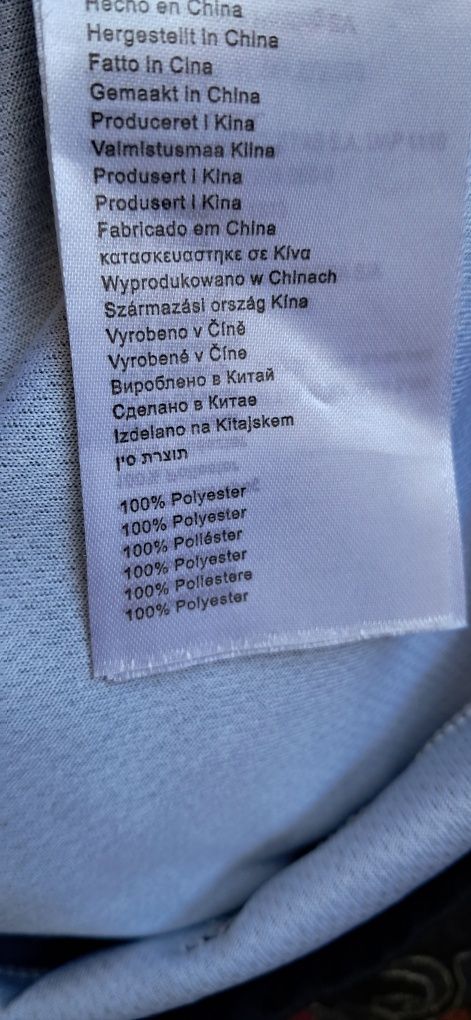 Hecho en China
Hergestellt in China
Fatto in Cina
Gemaakt in China
Produceret i Kina
Valmistusmaa Kiina
Produsert i Kina
Produsert i Kina
Fabricado em China
κατασκευαστηκε σε Κίνα
Wyprodukowano w Chinach
Származási ország Kína
Vyrobeno v Číně
Vyrobené v Číne
Вироблено в Китай
Сделано в Китае
Izdelano na Kitajskem
תוצרת סין
100% Polyester
100% Polyester
100% Poliéster
100% Polyester
100% Poliestere
100% Polyester